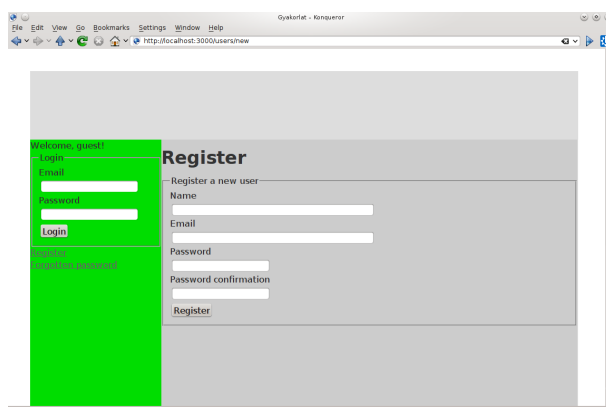 Gyakorlat - Konqueror
File Edit View Go Bookmarks Settings Window Help
http://localhost:3000/users/new
Welcome, guest!
Login
Email
Password
Login
Register
Forgotten password
Register
Register a new user
Name
Email
Password
Password confirmation
Register